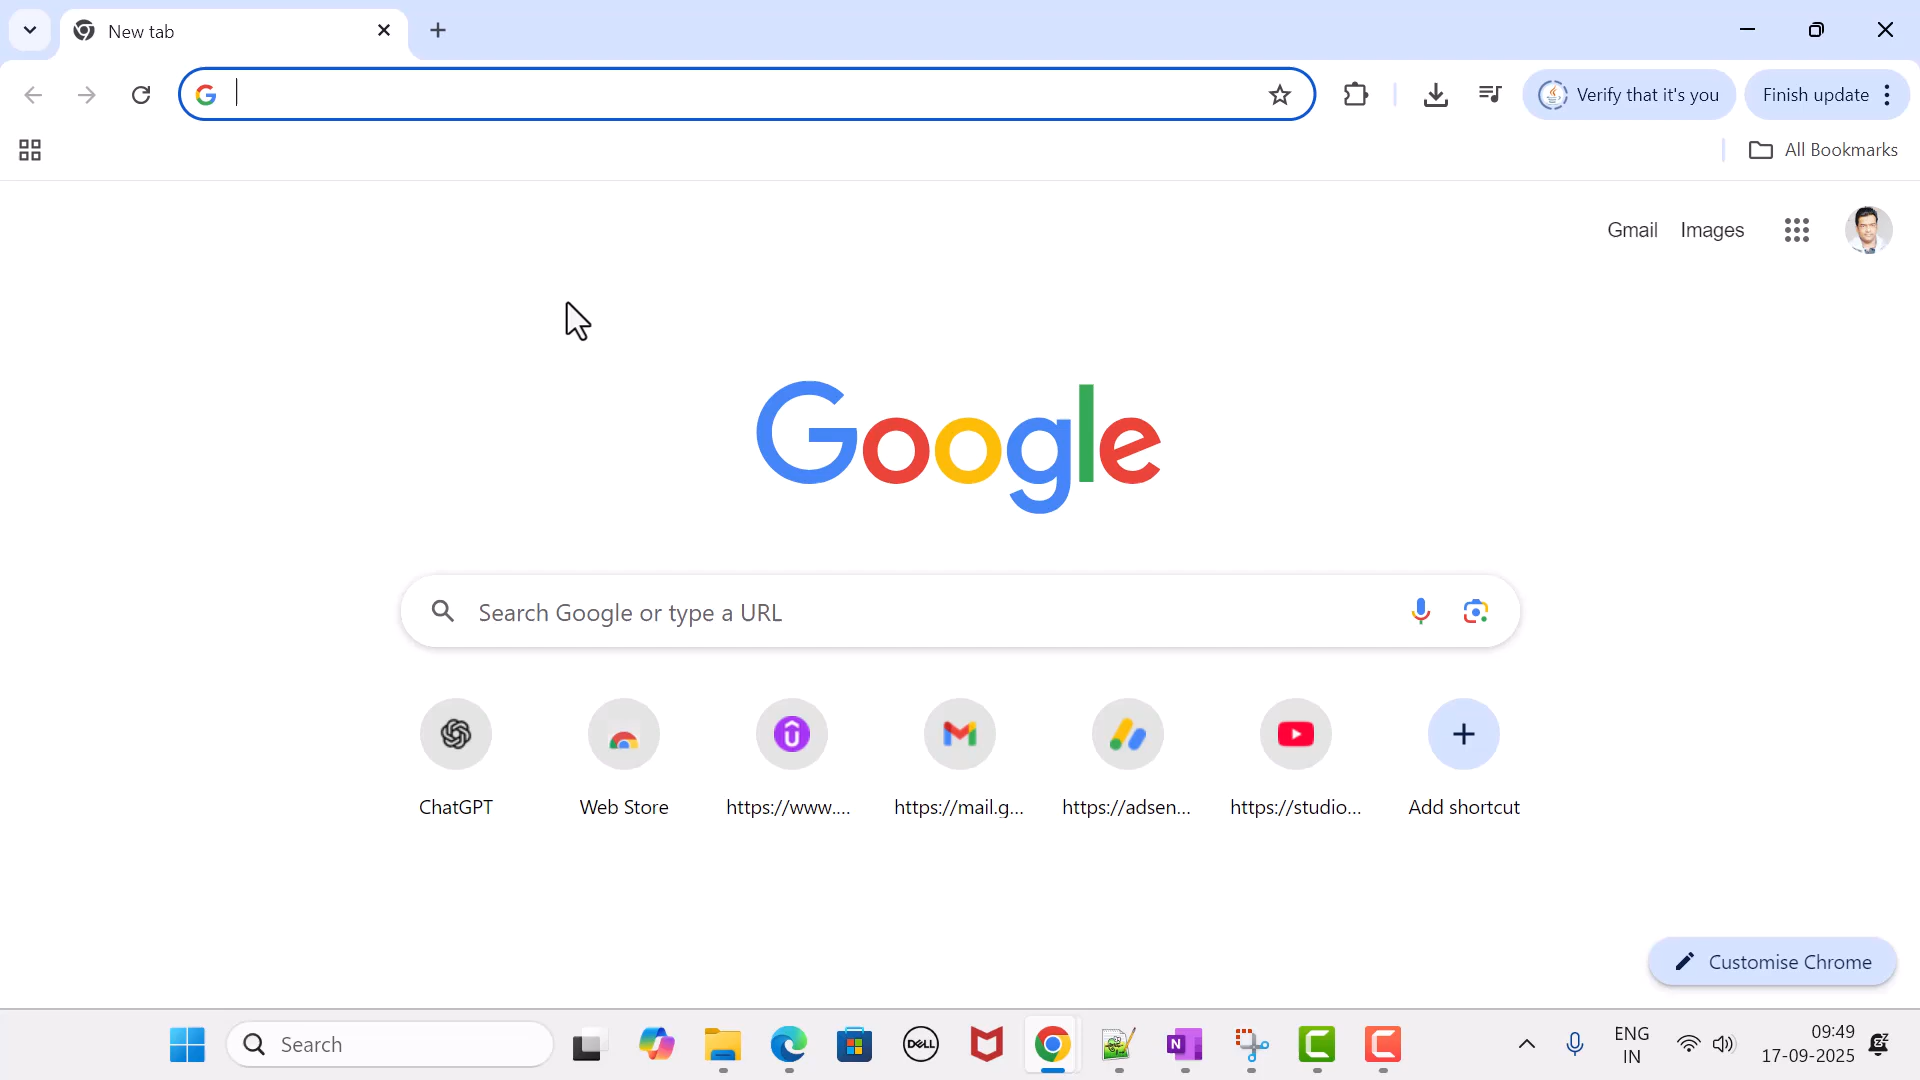 New tab
Verify that it's you
Finish update
All Bookmarks
Gmail
Images
Google
Search Google or type a URL
ChatGPT
Web Store
https://www....
https://mail.g...
https://adsen...
https://studio...
Add shortcut
Customise Chrome
Search
DELL
N
ENG
IN
09:49
17-09-2025